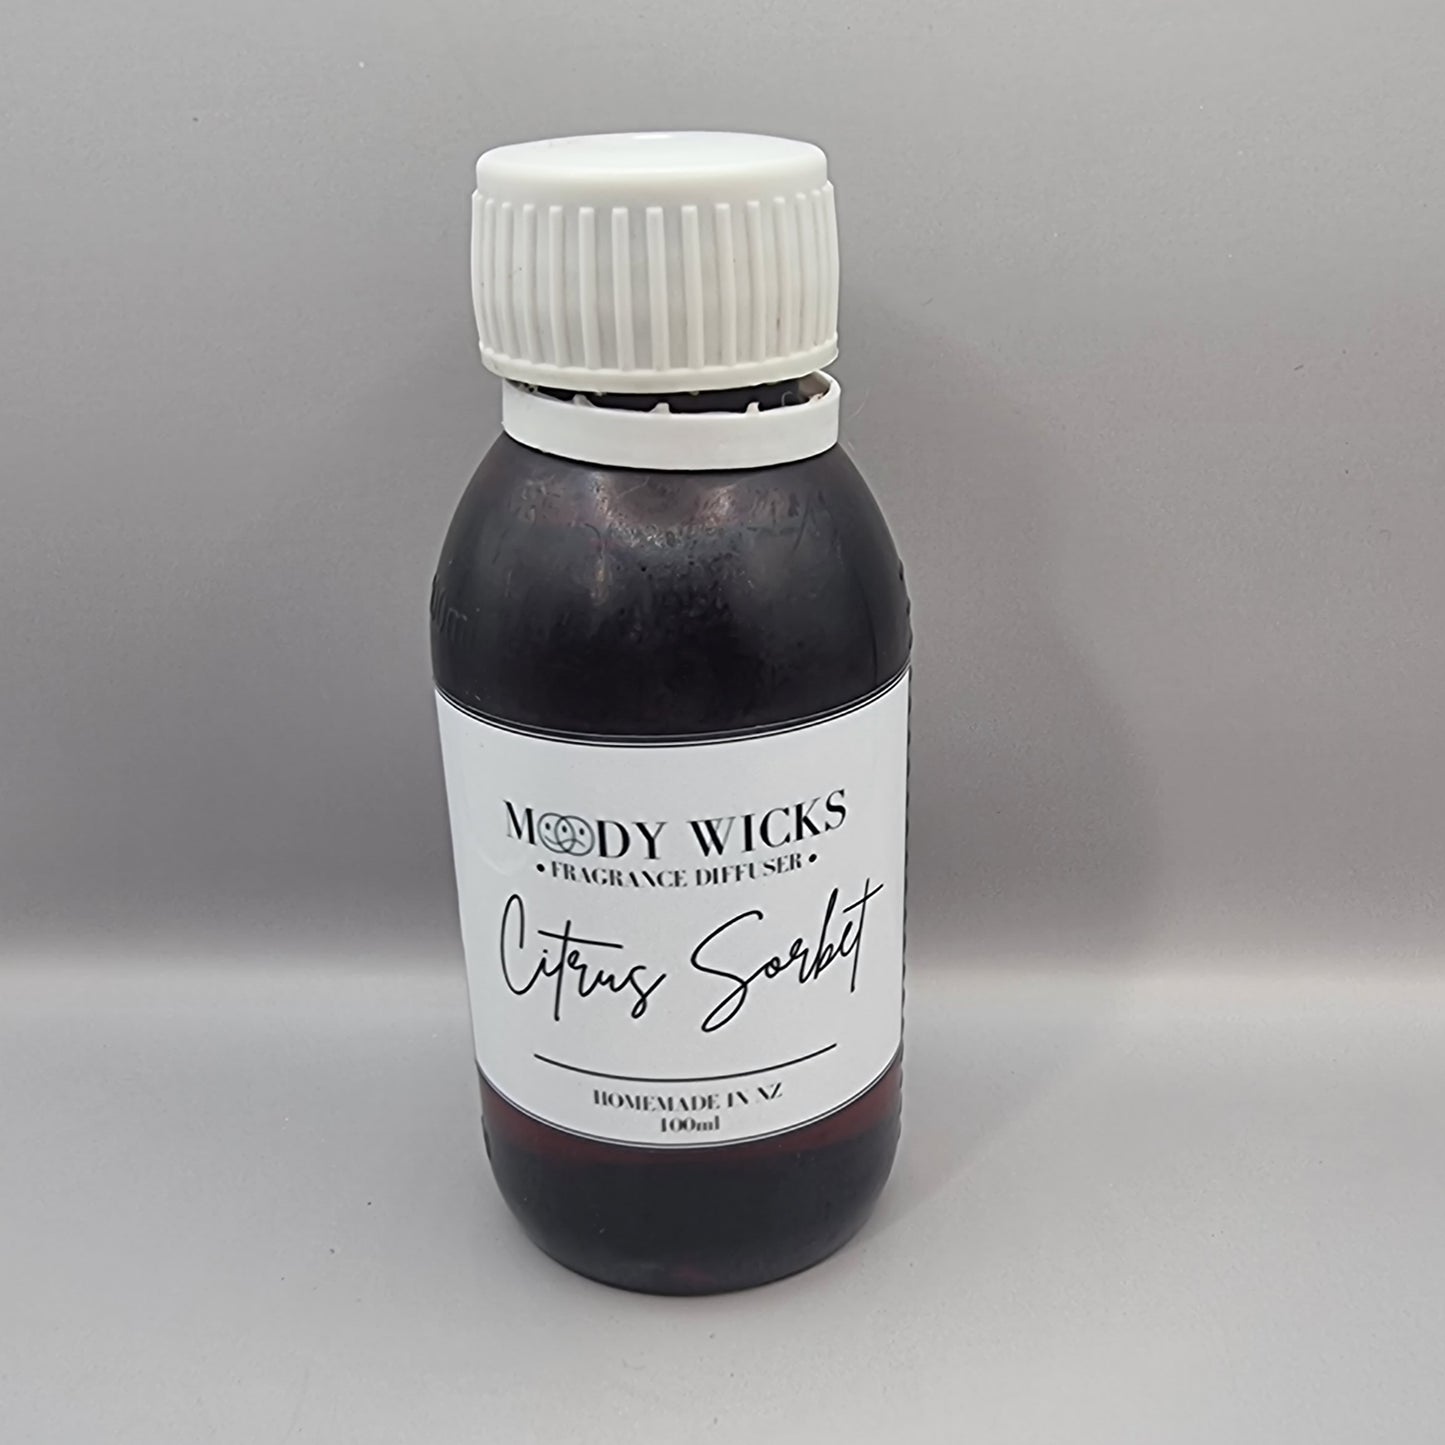 MOODY WICKS
• FRAGRANCE DIFFUSER •
Citrus Sorbet
HOMEMADE IN NZ
100ml